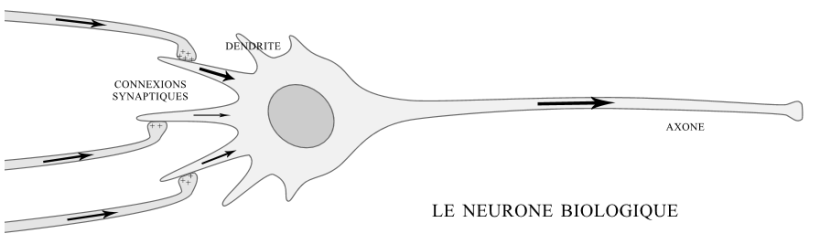 DENDRITE
CONNEXIONS
SYNAPTIQUES
AXONE
LE NEURONE BIOLOGIQUE